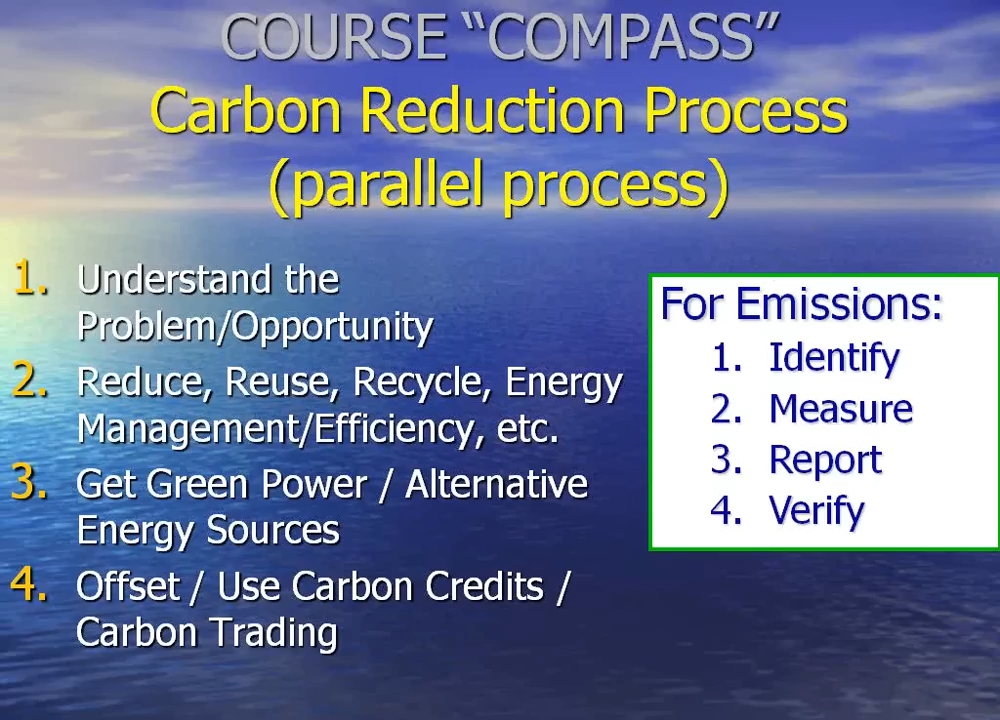 COURSE “COMPASS”
Carbon Reduction Process
(parallel process)
1. Understand the
Problem/Opportunity
2. Reduce, Reuse, Recycle, Energy
Management/Efficiency, etc.
3. Get Green Power / Alternative
Energy Sources
4. Offset / Use Carbon Credits /
Carbon Trading
For Emissions:
1. Identify
2. Measure
3. Report
4. Verify